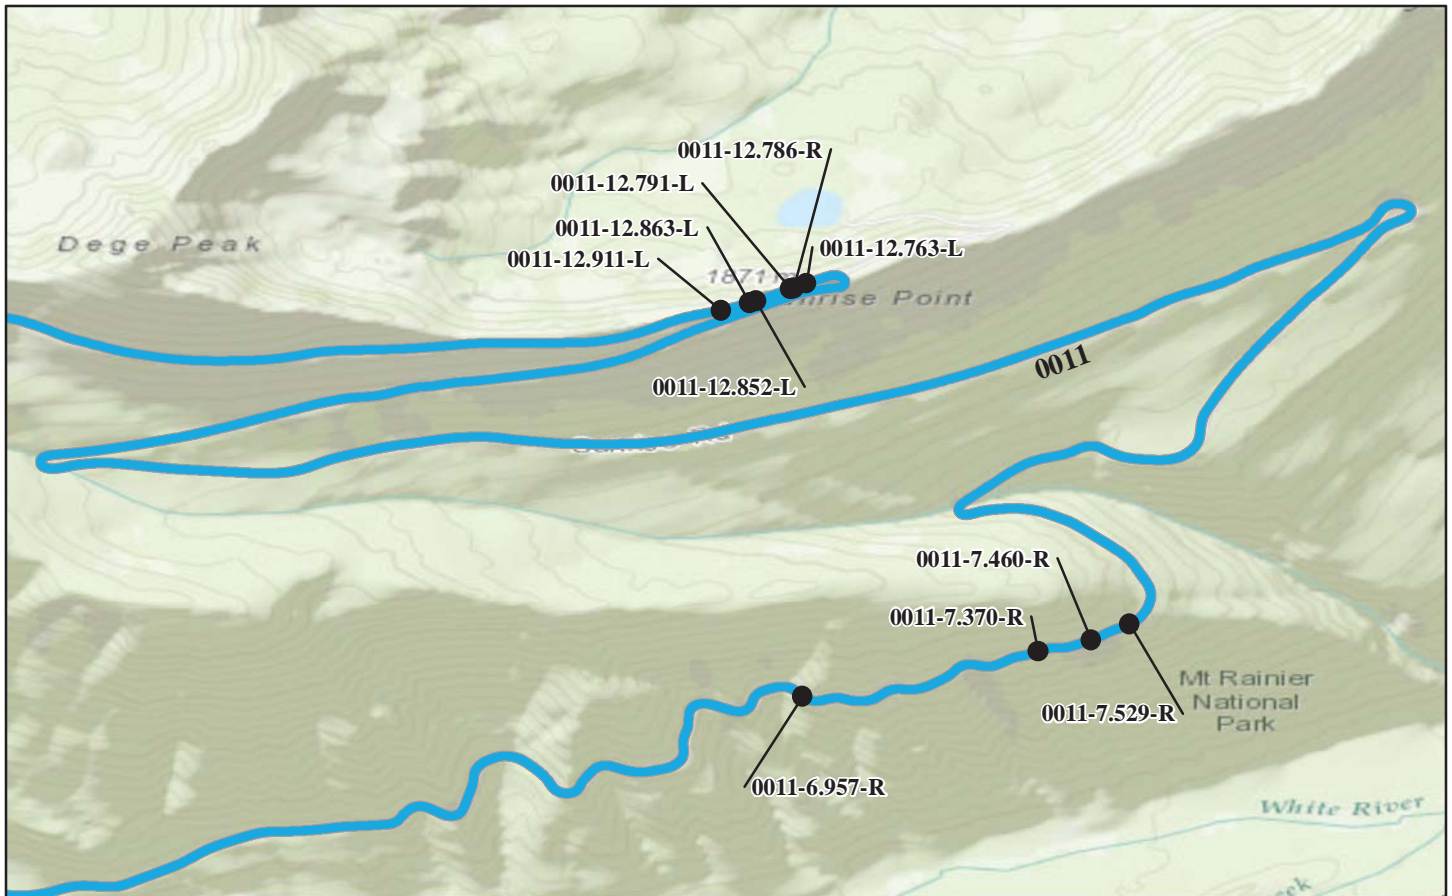 0011-12.786-R
0011-12.791-L
0011-12.863-L
Dege Peak
0011-12.911-L
0011-12.763-L
1871 m
Point
0011
0011-12.852-L
Rd
0011-7.460-R
0011-7.370-R
Mt Rainier
National
Park
0011-7.529-R
0011-6.957-R
White River